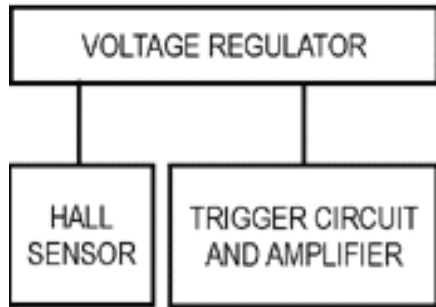 VOLTAGE REGULATOR
HALL
SENSOR
TRIGGER CIRCUIT
AND AMPLIFIER